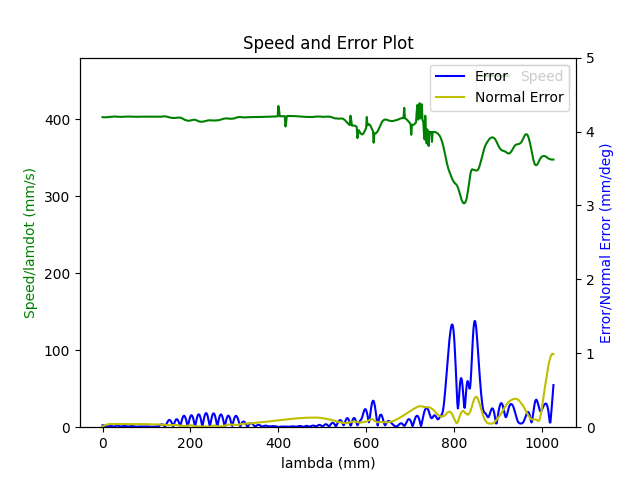 Speed and Error Plot
Error
Speed
Normal Error
Speed/lamdot (mm/s)
400
300
200
100
0
5
4
3
2
1
0
Error/Normal Error (mm/deg)
0
200
400
600
800
1000
lambda (mm)